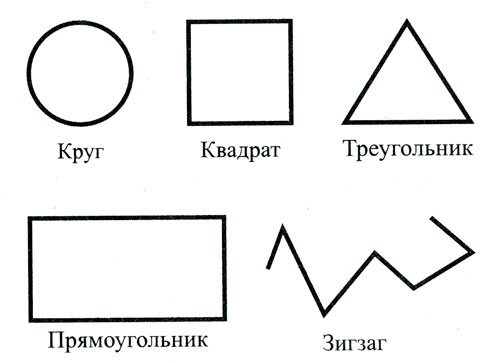 Круг
Квадрат
Треугольник
Прямоугольник
Зигзаг